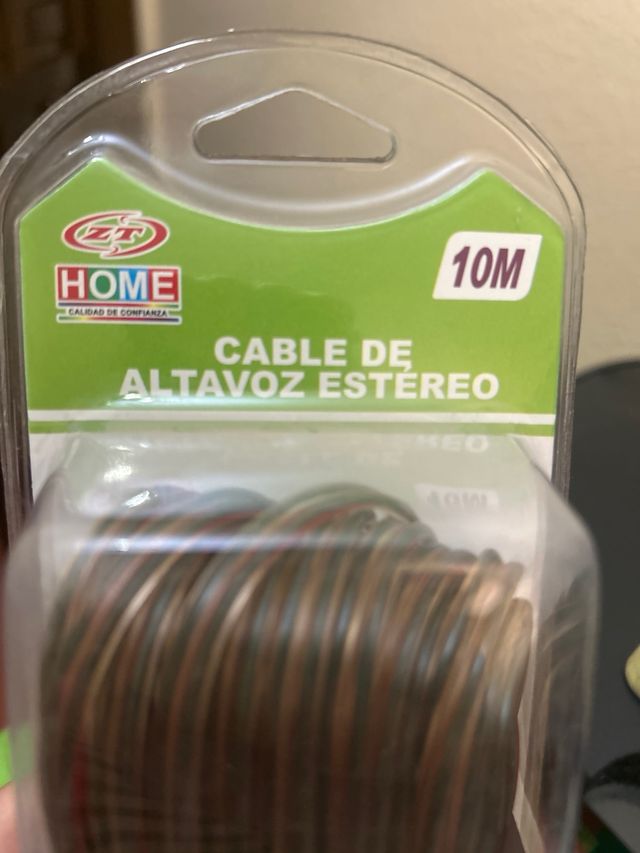 ZT
HOME
CALIDAD DE CONFIANZA
10M
CABLE DE
ALTAVOZ ESTÉREO